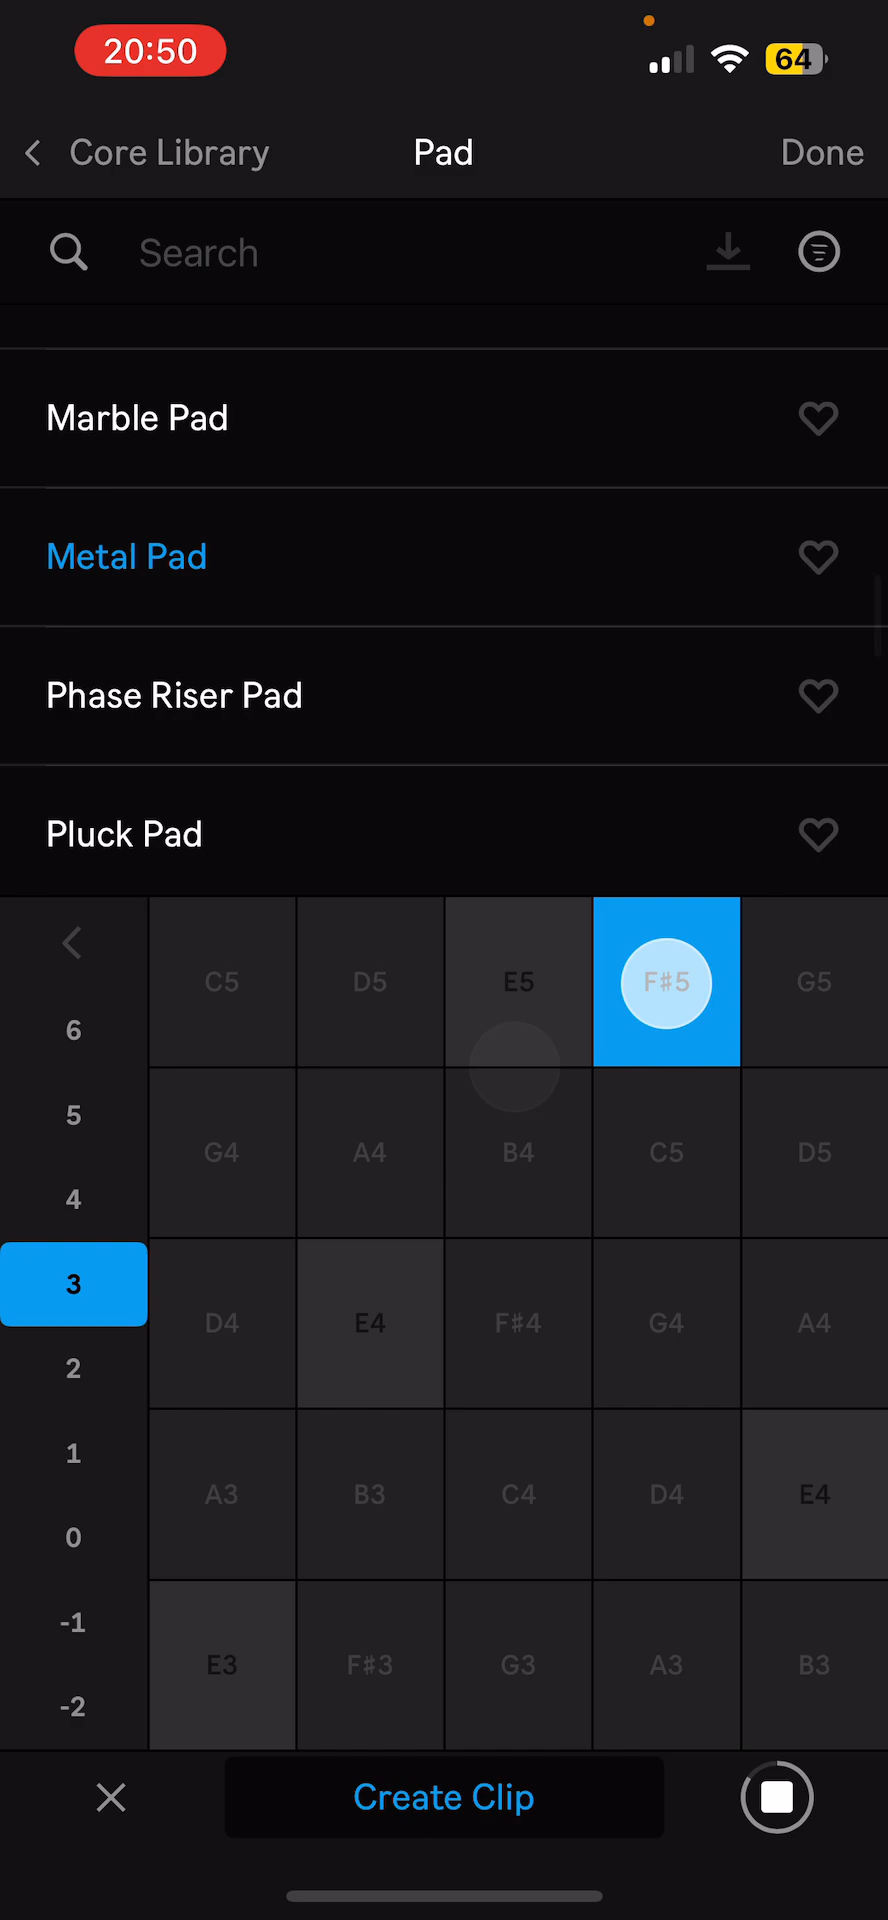 20:50
64
Core Library Pad Done
Search
Marble Pad
Metal Pad
Phase Riser Pad
Pluck Pad
6
5
4
3
2
1
0
-1
-2
C5 D5 E5 F♯5 G5
G4 A4 B4 C5 D5
D4 E4 F♯4 G4 A4
A3 B3 C4 D4 E4
E3 F♯3 G3 A3 B3
Create Clip